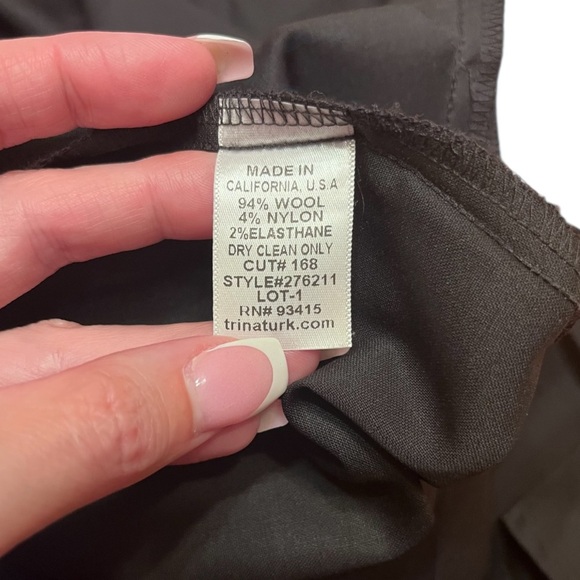 MADE IN
CALIFORNIA, U.S.A
94% WOOL
4% NYLON
2%ELASTHANE
DRY CLEAN ONLY
CUT# 168
STYLE#276211
LOT-1
RN# 93415
trinaturk.com